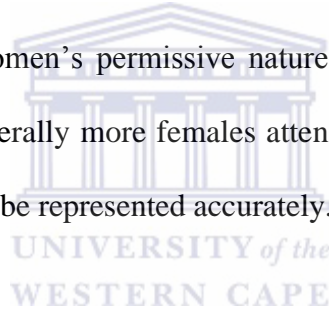 omen’s permissive nature
erally more females atten
be represented accurately.
UNIVERSITY of the
WESTERN CAPE